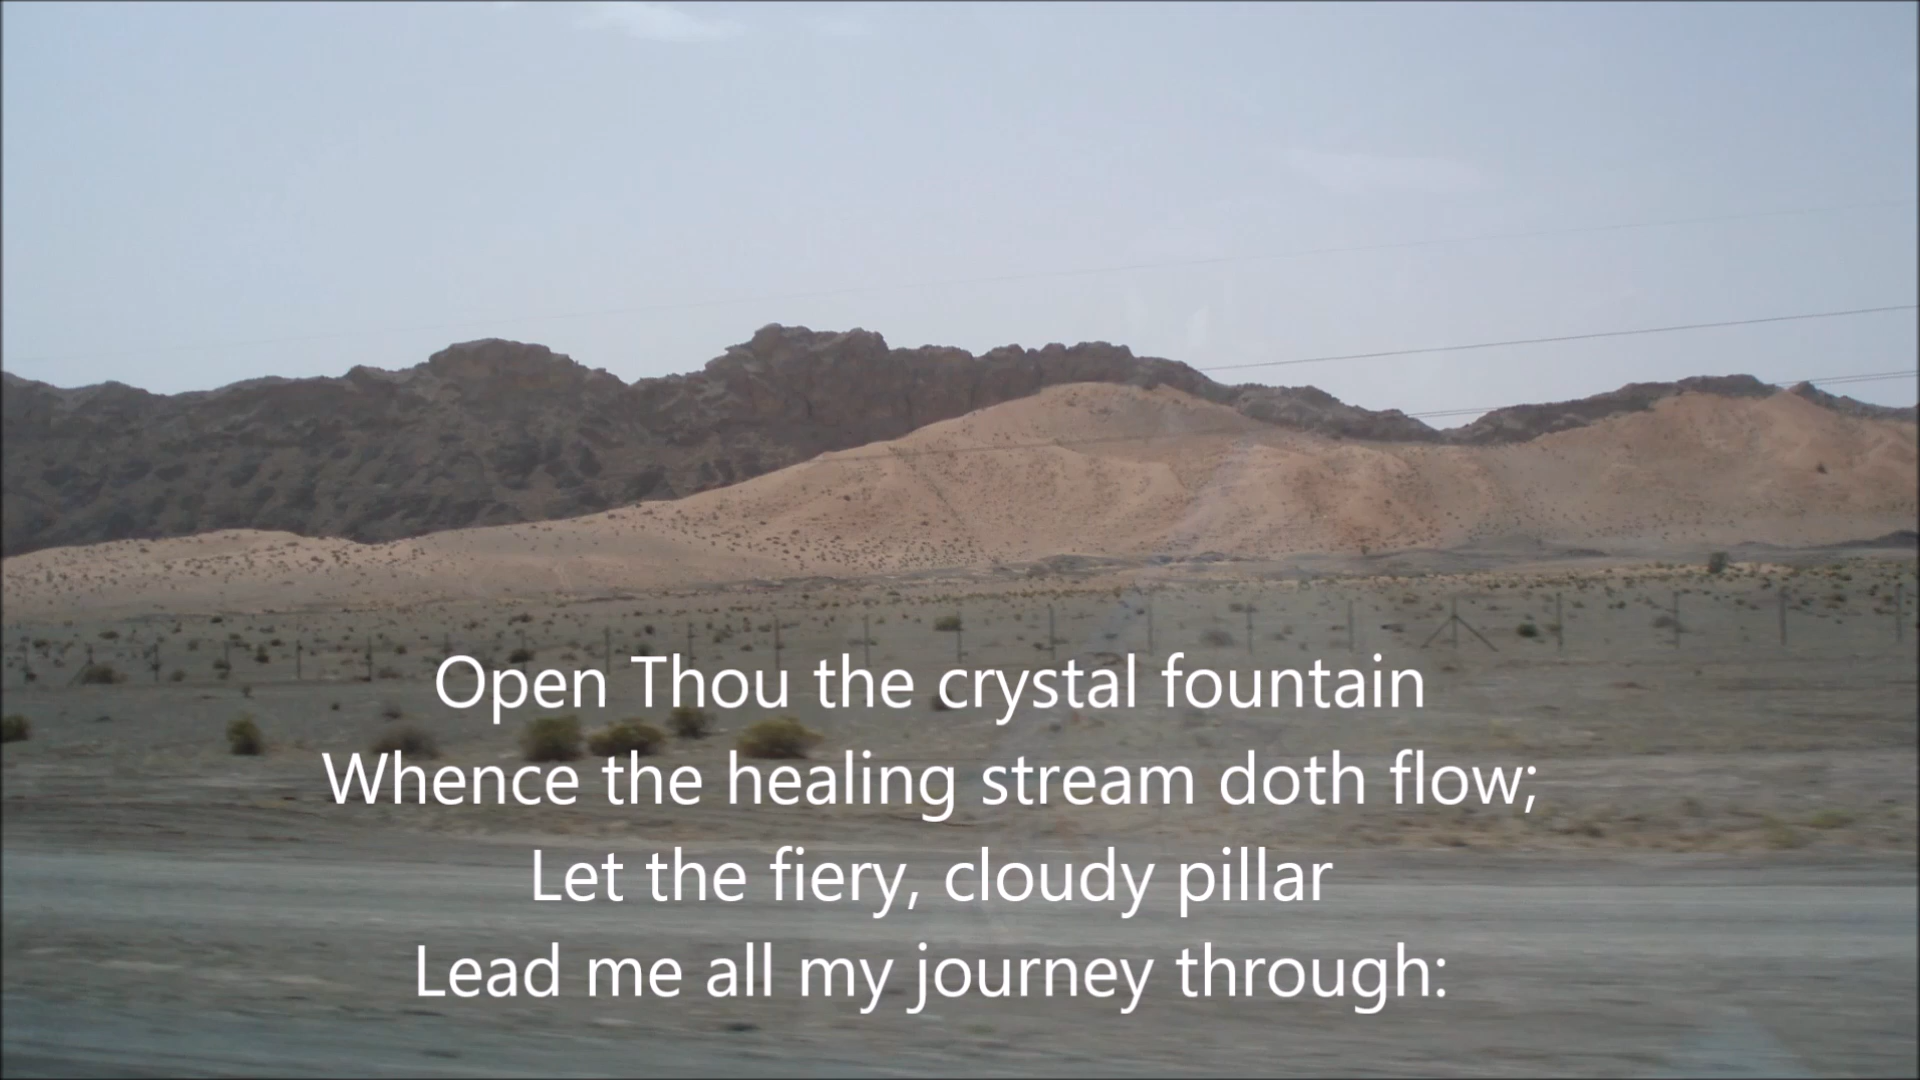 Open Thou the crystal fountain
Whence the healing stream doth flow;
Let the fiery, cloudy pillar
Lead me all my journey through: